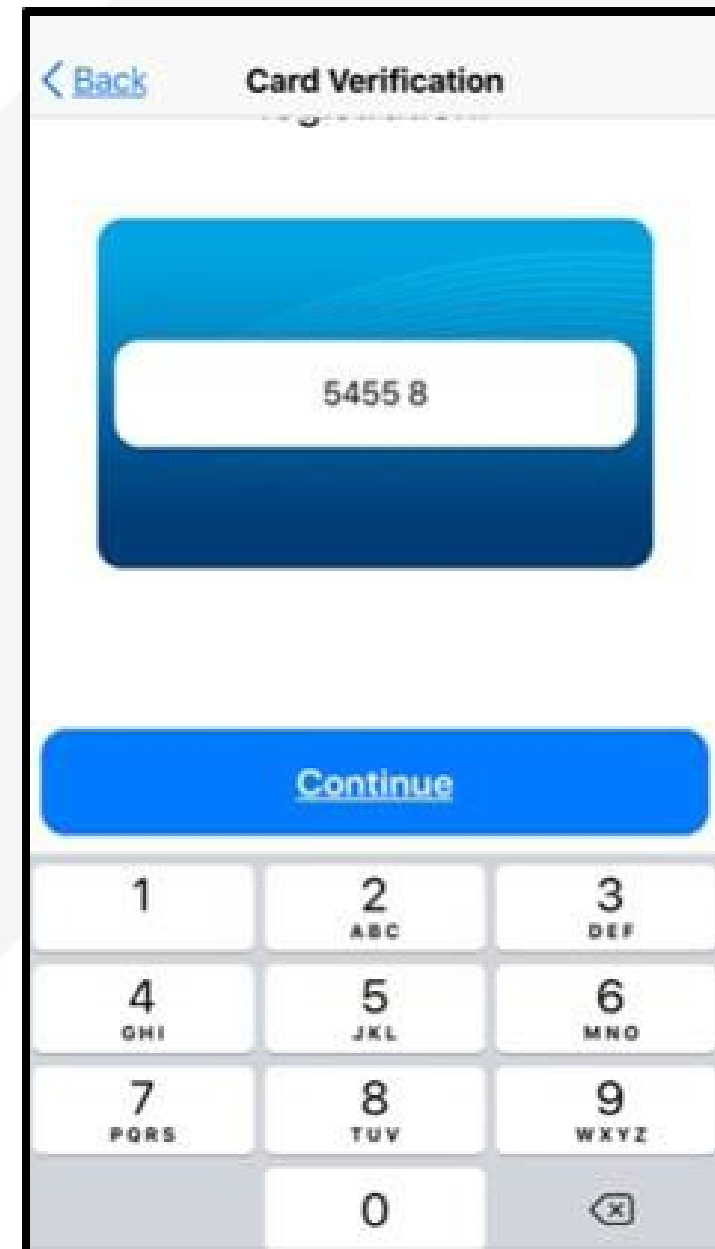 Back
Card Verification
5455 8
Continue
1
2
ABC
3
DEF
4
GHI
5
JKL
6
MNO
7
PQRS
8
TUV
9
WXYZ
0